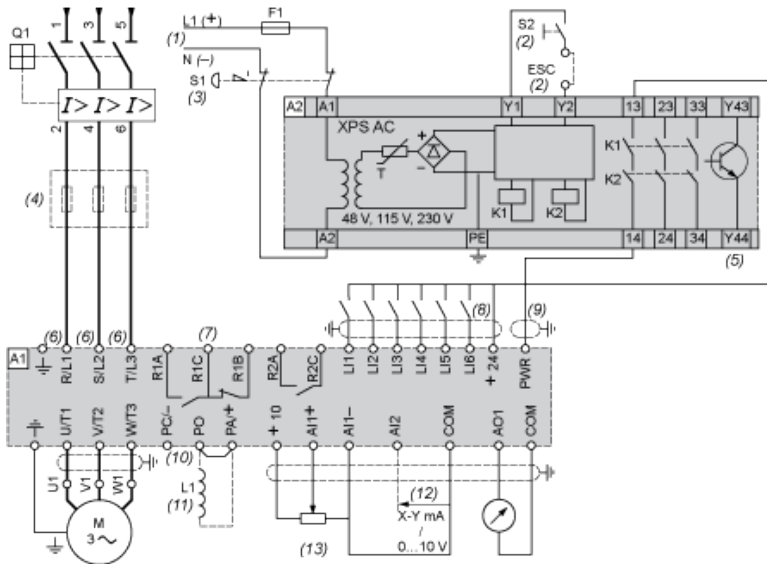 1 3 5
L1 (+) F1
S2
(2)
Q1
(1)
N (–)
S1
(3)
ESC
(2)
I> I> I>
A2 A1 Y1 Y2 13 23 33 Y43
2 4 6
XPS AC
+
–
T
K1
K2
(4)
48 V, 115 V, 230 V
K1 K2
A2 PE 14 24 34 Y44
(5)
(8) (9)
(6) (6) (6) (7)
A1
R/L1 S/L2 T/L3 R1A R1C R1B R2A R2C LI1 LI2 LI3 LI4 LI5 LI6 + 24 PWR
U/T1 V/T2 W/T3 PC/– PO PA/+ + 10 AI1+ AI1– AI2 COM AO1 COM
(10)
U1 V1 W1
L1
(11)
(12)
X-Y mA
/
0...10 V
M
3 ~
(13)